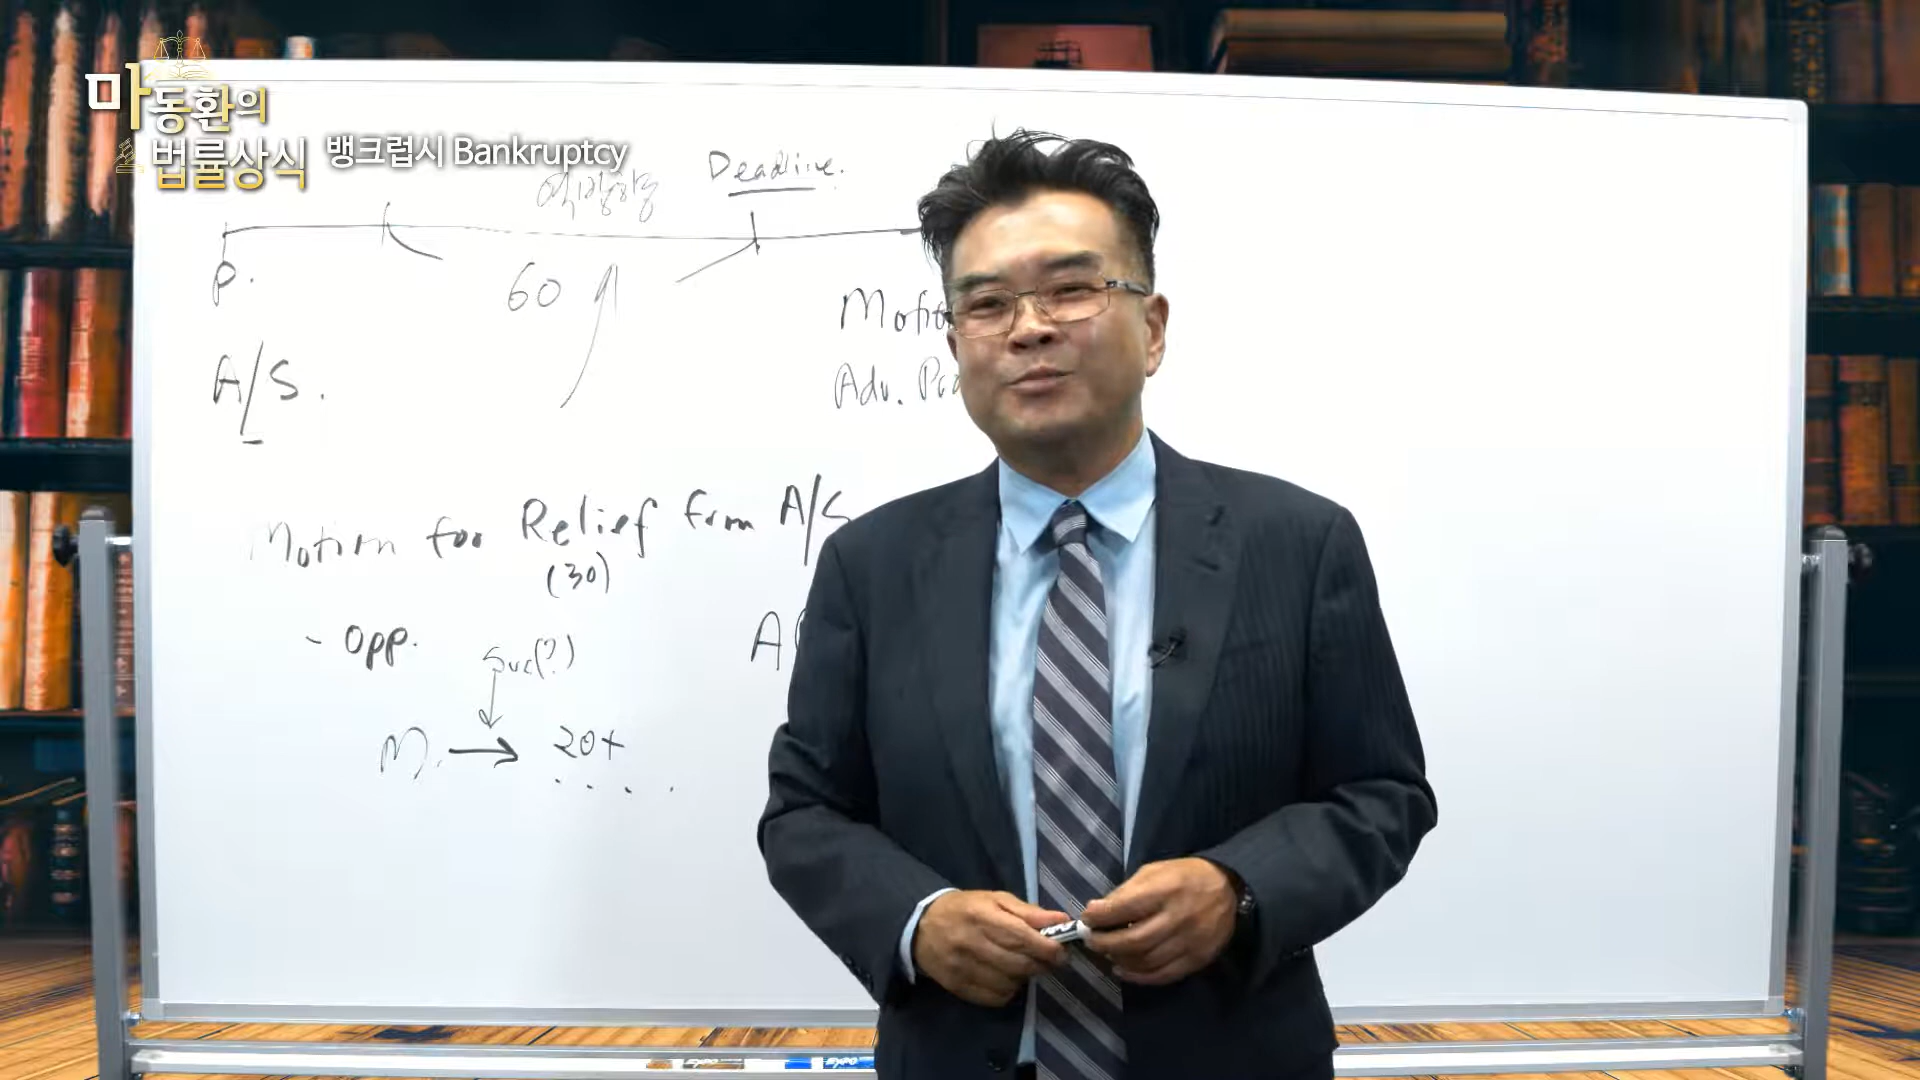 마동환의
법률상식
뱅크럽시 Bankruptcy
Deadline.
P.
60
A/S.
Motion for Relief from A/S
(30)
- Opp.
Suc(?)
M. → 20+
Adv.